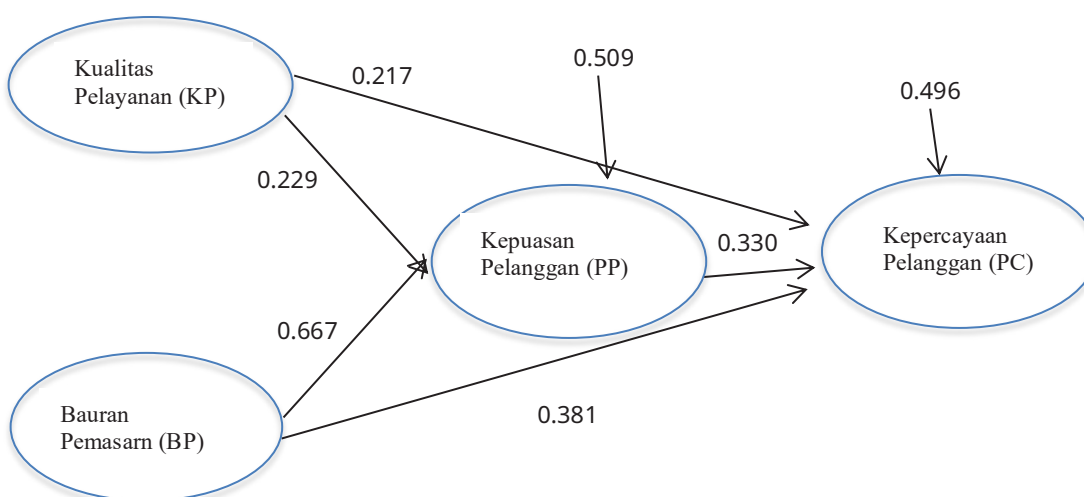 Kualitas
Pelayanan (KP)
0.217
0.509
0.496
0.229
Kepuasan
Pelanggan (PP)
0.330
Kepercayaan
Pelanggan (PC)
0.667
Bauran
Pemasarn (BP)
0.381